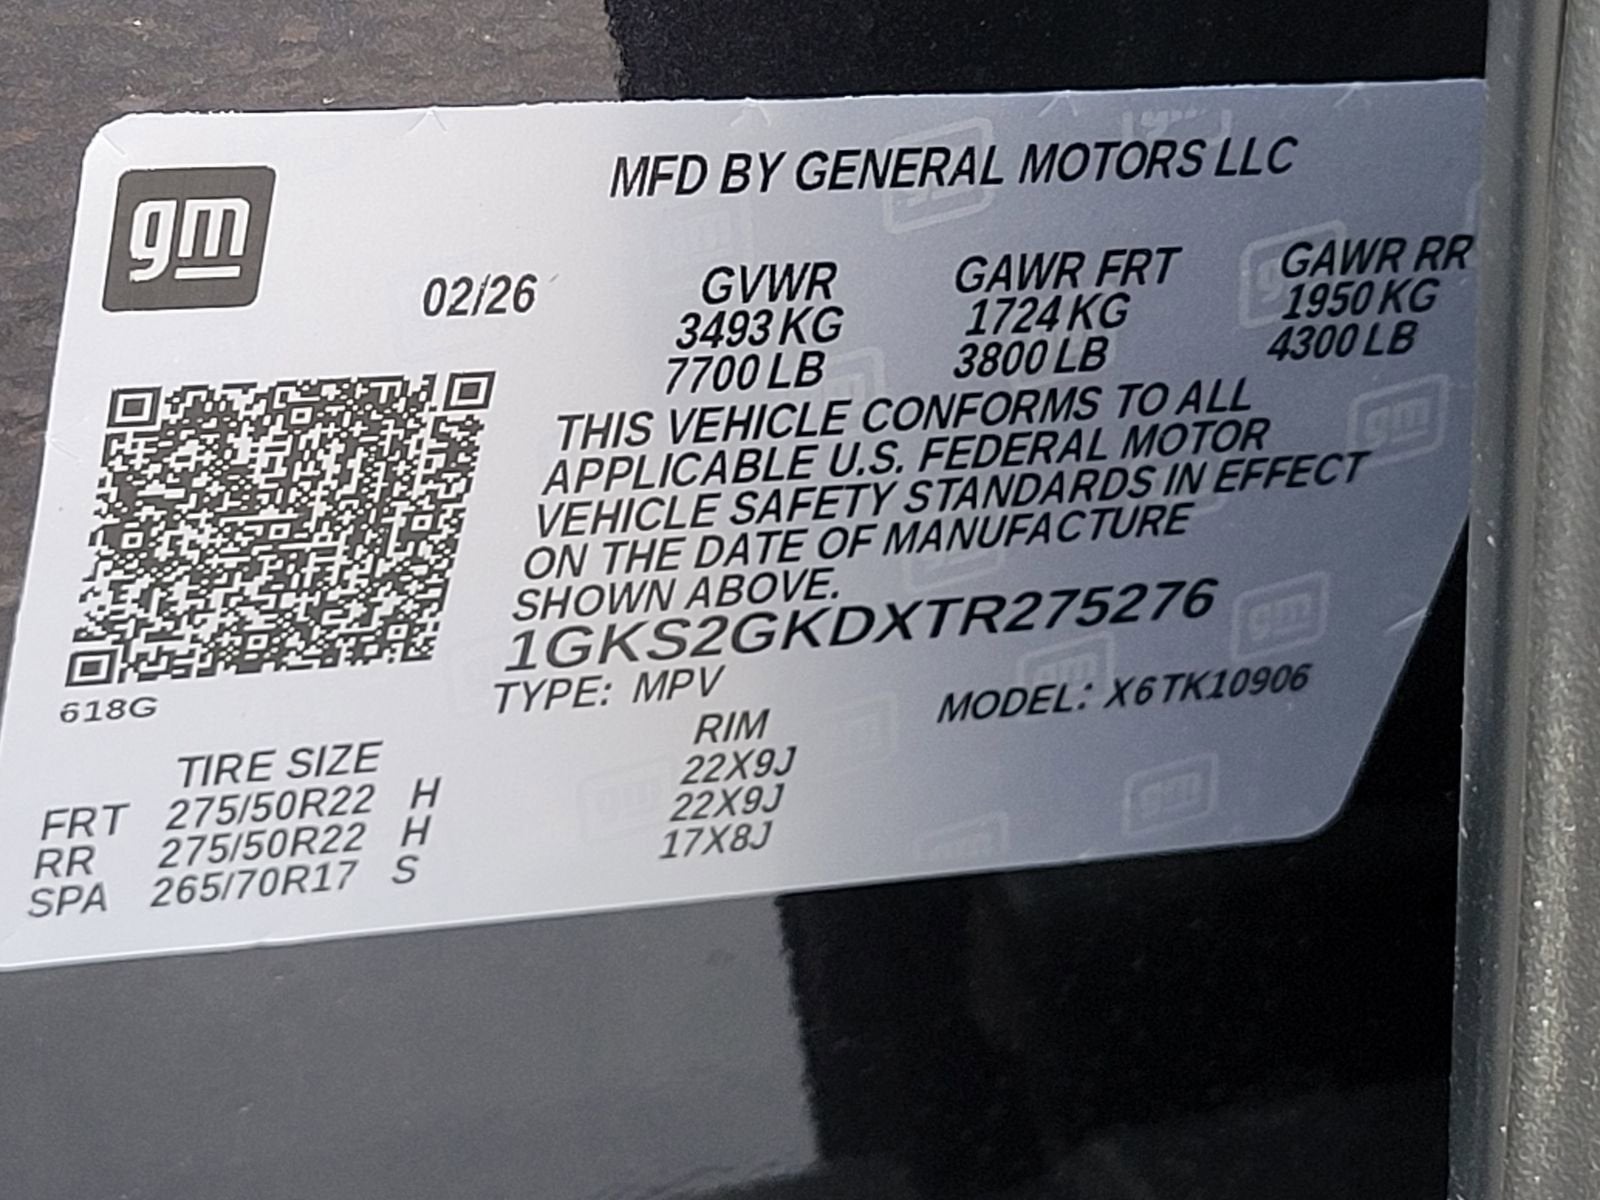 gm
MFD BY GENERAL MOTORS LLC
02/26 GVWR GAWR FRT GAWR RR
3493 KG 1724 KG 1950 KG
7700 LB 3800 LB 4300 LB
THIS VEHICLE CONFORMS TO ALL
APPLICABLE U.S. FEDERAL MOTOR
VEHICLE SAFETY STANDARDS IN EFFECT
ON THE DATE OF MANUFACTURE
SHOWN ABOVE.
1GKS2GKDXTR275276
TYPE: MPV MODEL: X6TK10906
618G
TIRE SIZE RIM
FRT 275/50R22 H 22X9J
RR 275/50R22 H 22X9J
SPA 265/70R17 S 17X8J